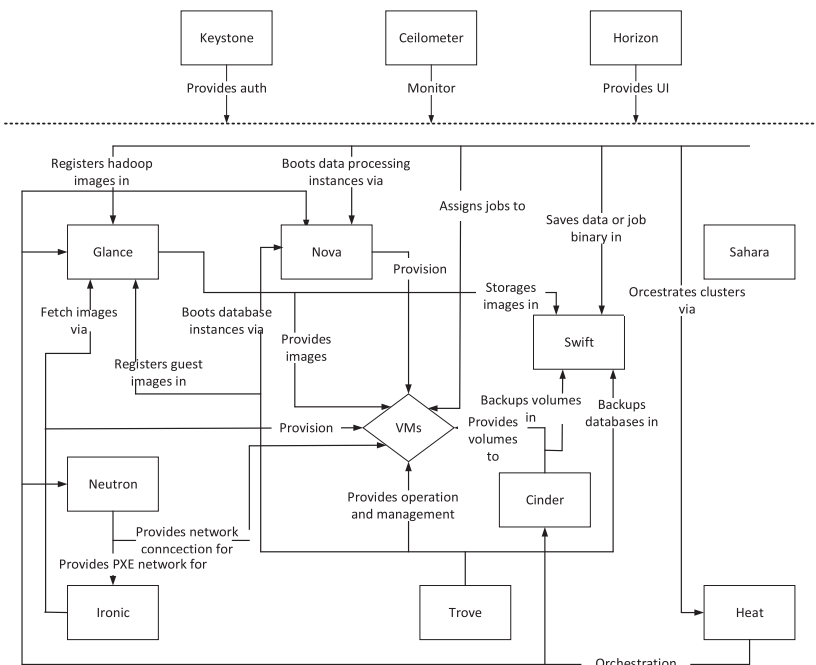 Keystone
Ceilometer
Horizon
Provides auth
Monitor
Provides UI
Registers hadoop
images in
Boots data processing
instances via
Assigns jobs to
Saves data or job
binary in
Glance
Nova
Sahara
Provision
Storages
images in
Orcestrates clusters
via
Fetch images
via
Boots database
instances via
Provides
images
Swift
Registers guest
images in
Backups volumes
in
Backups
databases in
Provision
VMs
Provides
volumes
to
Neutron
Provides operation
and management
Cinder
Provides network
conncection for
Provides PXE network for
Ironic
Trove
Heat
Orchestration